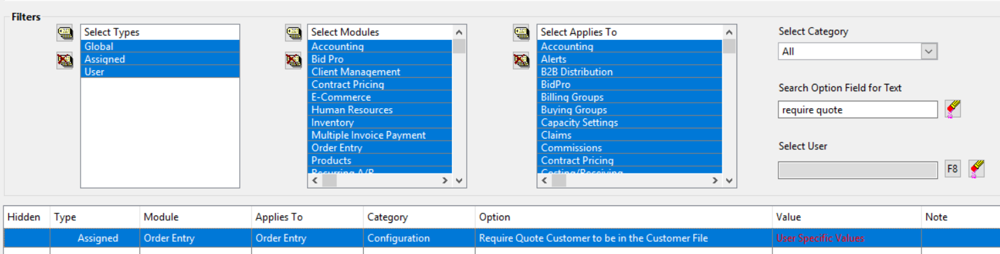 Filters
Select Types
Global
Assigned
User
Select Modules
Accounting
Bid Pro
Client Management
Contract Pricing
E-Commerce
Human Resources
Inventory
Multiple Invoice Payment
Order Entry
Products
Recurring A/R
Select Applies To
Accounting
Alerts
B2B Distribution
BidPro
Billing Groups
Buying Groups
Capacity Settings
Claims
Commissions
Contract Pricing
Costing/Receiving
Select Category
All
Search Option Field for Text
require quote
Select User
F8
Hidden Type Module Applies To Category Option Value Note
Assigned Order Entry Order Entry Configuration Require Quote Customer to be in the Customer File User Specific Values